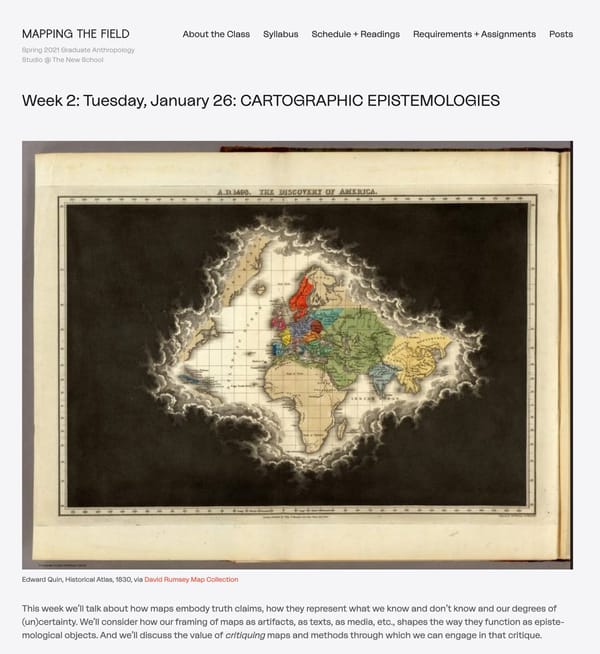 MAPPING THE FIELD
Spring 2021 Graduate Anthropology
Studio @ The New School
About the Class
Syllabus
Schedule + Readings
Requirements + Assignments
Posts
Week 2: Tuesday, January 26: CARTOGRAPHIC EPISTEMOLOGIES
A.D. 1498. THE DISCOVERY OF AMERICA.
INDIAN
Edward Quin, Historical Atlas, 1830, via David Rumsey Map Collection
This week we’ll talk about how maps embody truth claims, how they represent what we know and don’t know and our degrees of
(un)certainty. We’ll consider how our framing of maps as artifacts, as texts, as media, etc., shapes the way they function as episte-
mological objects. And we’ll discuss the value of critiquing maps and methods through which we can engage in that critique.